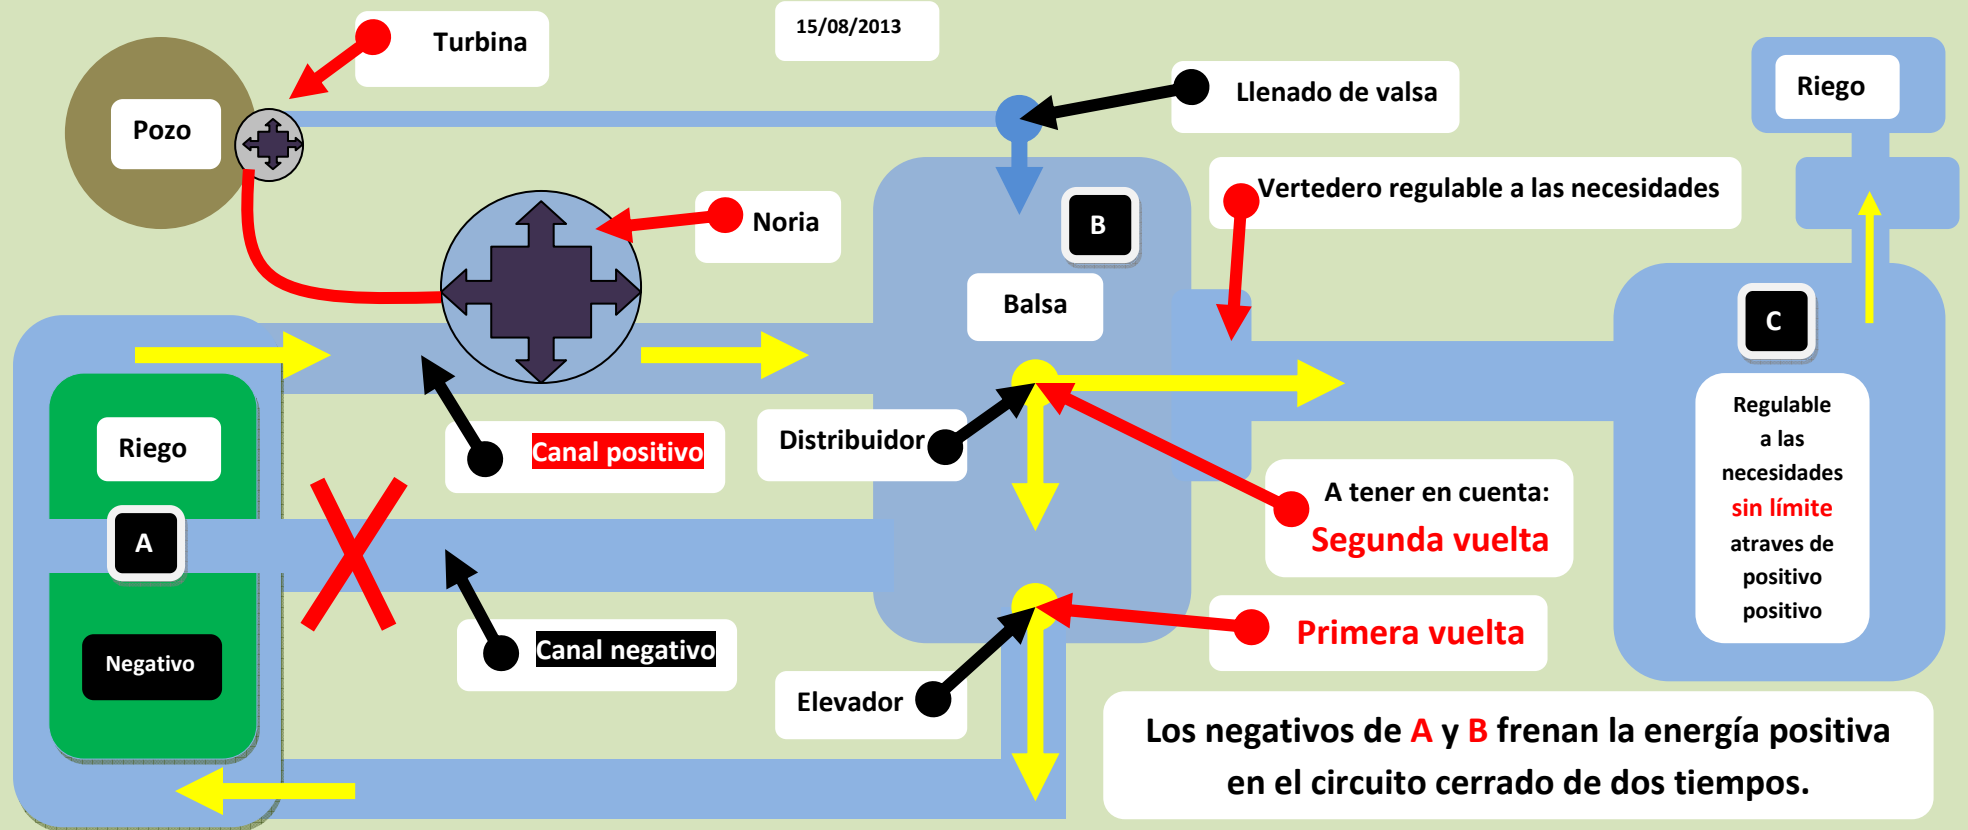 15/08/2013
Turbina
Pozo
Llenado de valsa
Riego
Vertedero regulable a las necesidades
Noria
B
Balsa
C
Regulable
a las
necesidades
sin límite
atraves de
positivo
positivo
Riego
Canal positivo
Distribuidor
A tener en cuenta:
Segunda vuelta
A
Canal negativo
Primera vuelta
Negativo
Elevador
Los negativos de A y B frenan la energía positiva
en el circuito cerrado de dos tiempos.